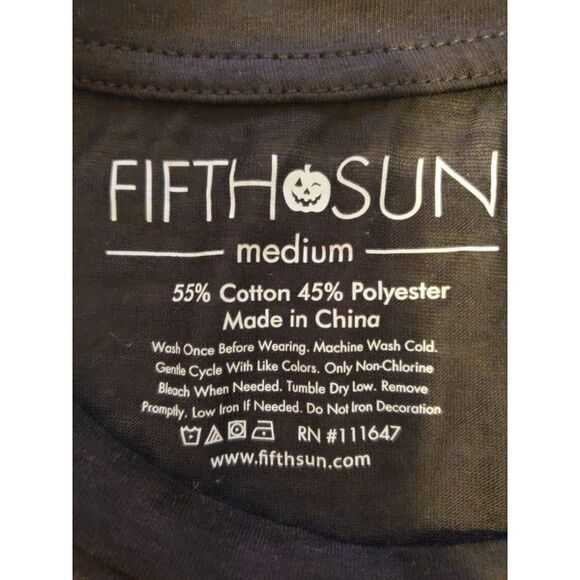 FIFTH SUN
medium
55% Cotton 45% Polyester
Made in China
Wash Once Before Wearing. Machine Wash Cold.
Gentle Cycle With Like Colors. Only Non-Chlorine
Bleach When Needed. Tumble Dry Low. Remove
Promptly. Low Iron If Needed. Do Not Iron Decoration
RN #111647
www.fifthsun.com